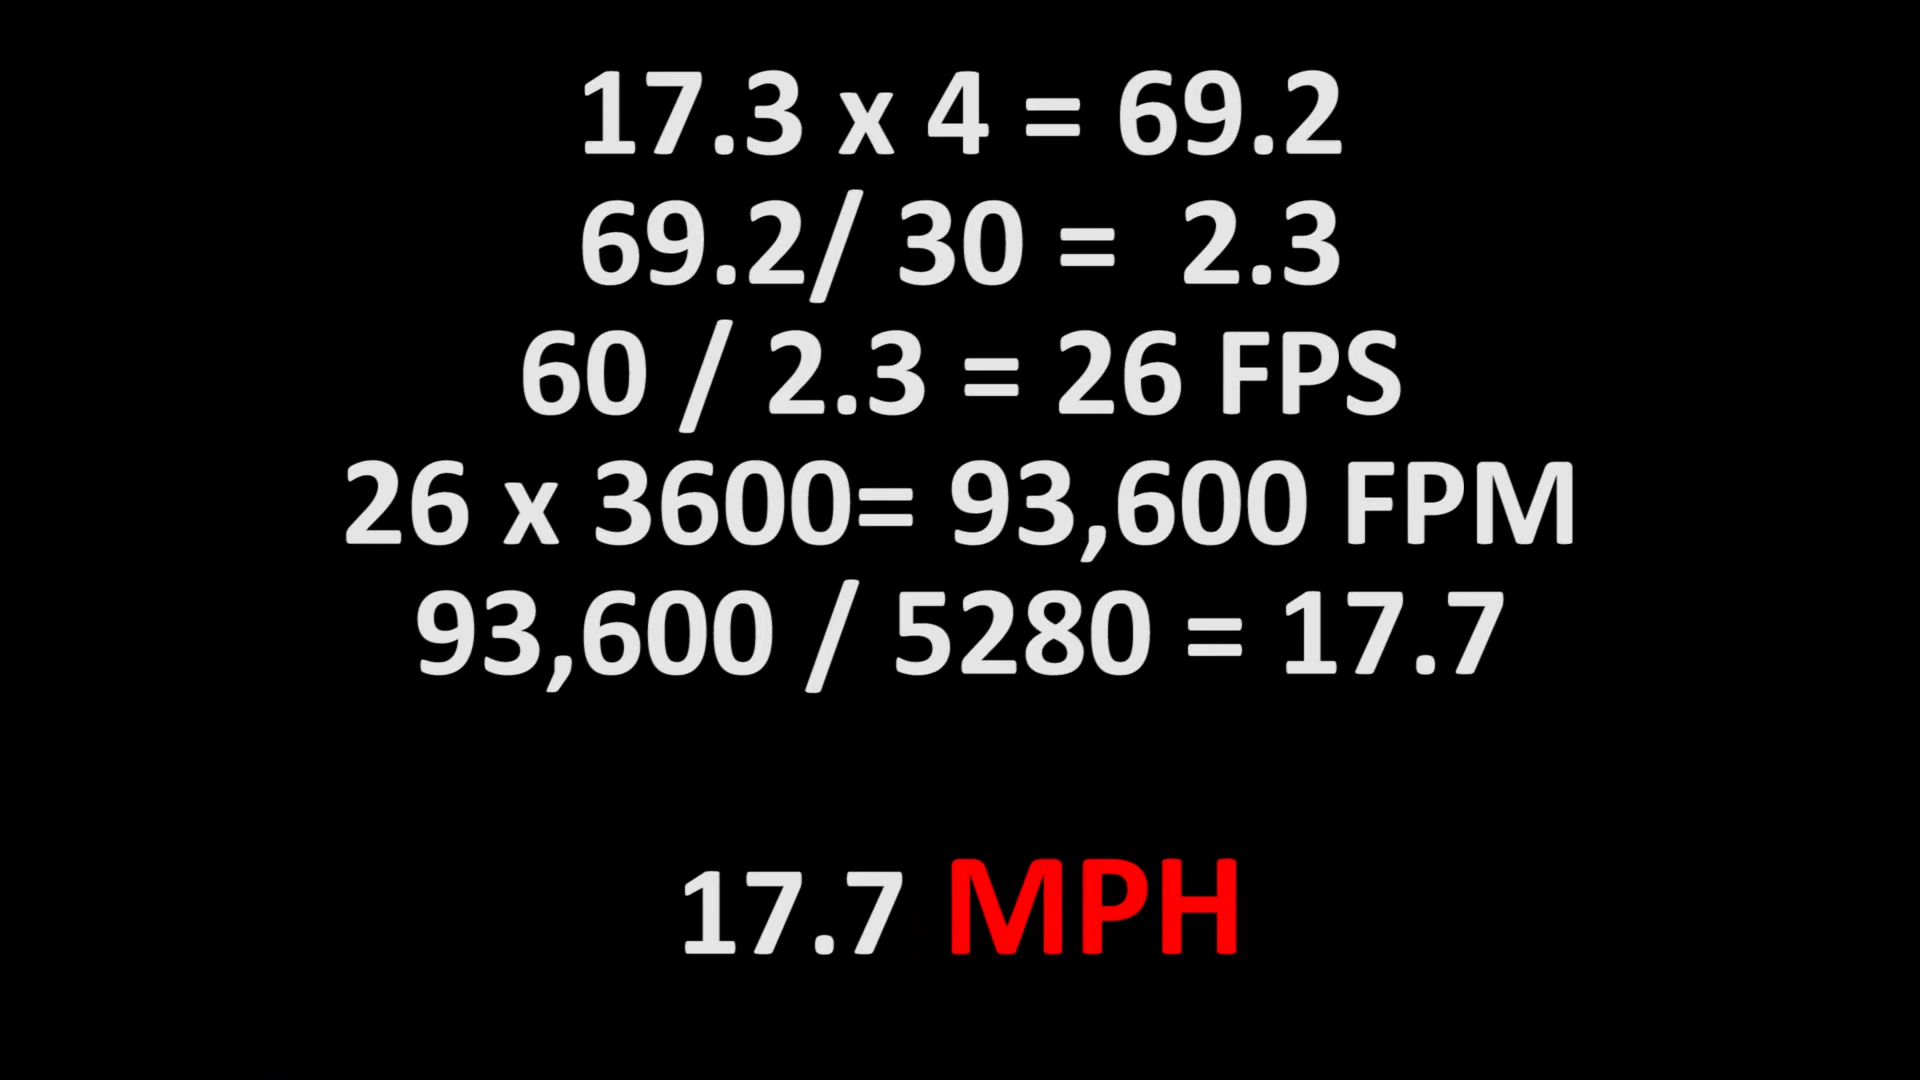 17.3 x 4 = 69.2
69.2/ 30 = 2.3
60 / 2.3 = 26 FPS
26 x 3600= 93,600 FPM
93,600 / 5280 = 17.7
17.7 MPH